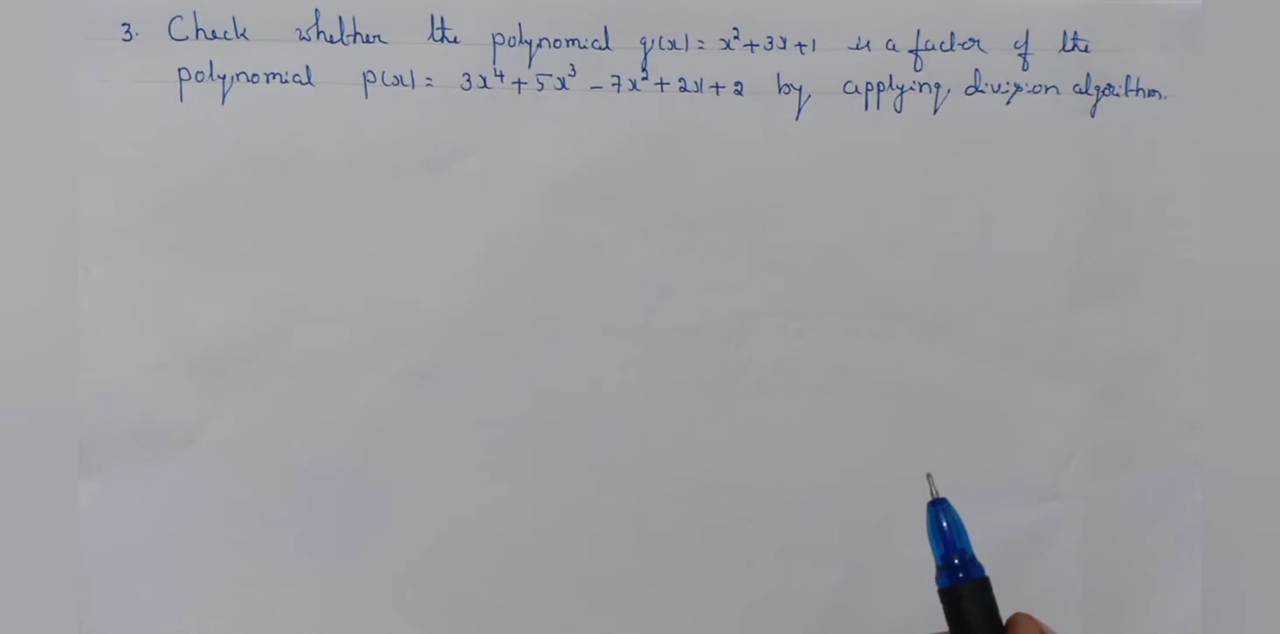 3. Check whether the polynomial g(x) = x² + 3x + 1 is a factor of the
polynomial p(x) = 3x⁴ + 5x³ - 7x² + 2x + 2 by applying division algorithm.